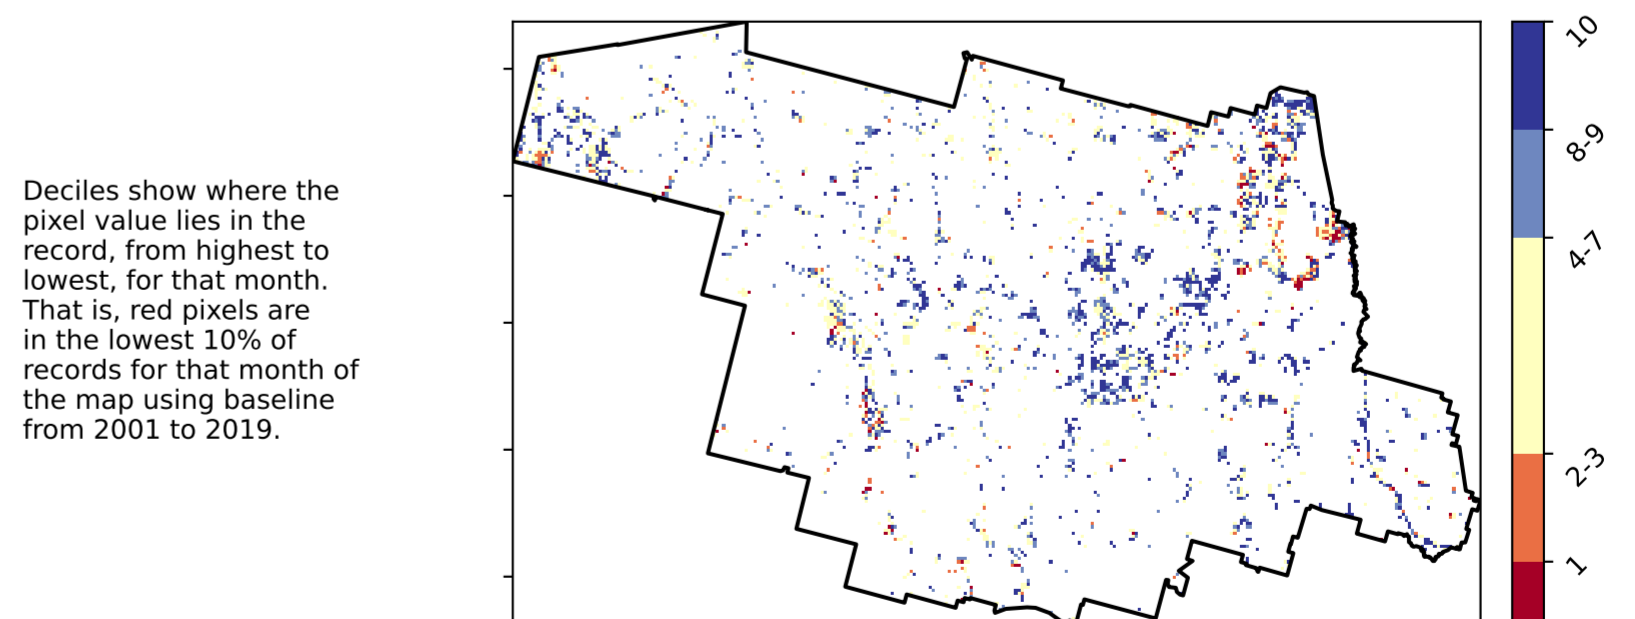 Deciles show where the
pixel value lies in the
record, from highest to
lowest, for that month.
That is, red pixels are
in the lowest 10% of
records for that month of
the map using baseline
from 2001 to 2019.
10
8-9
4-7
2-3
1